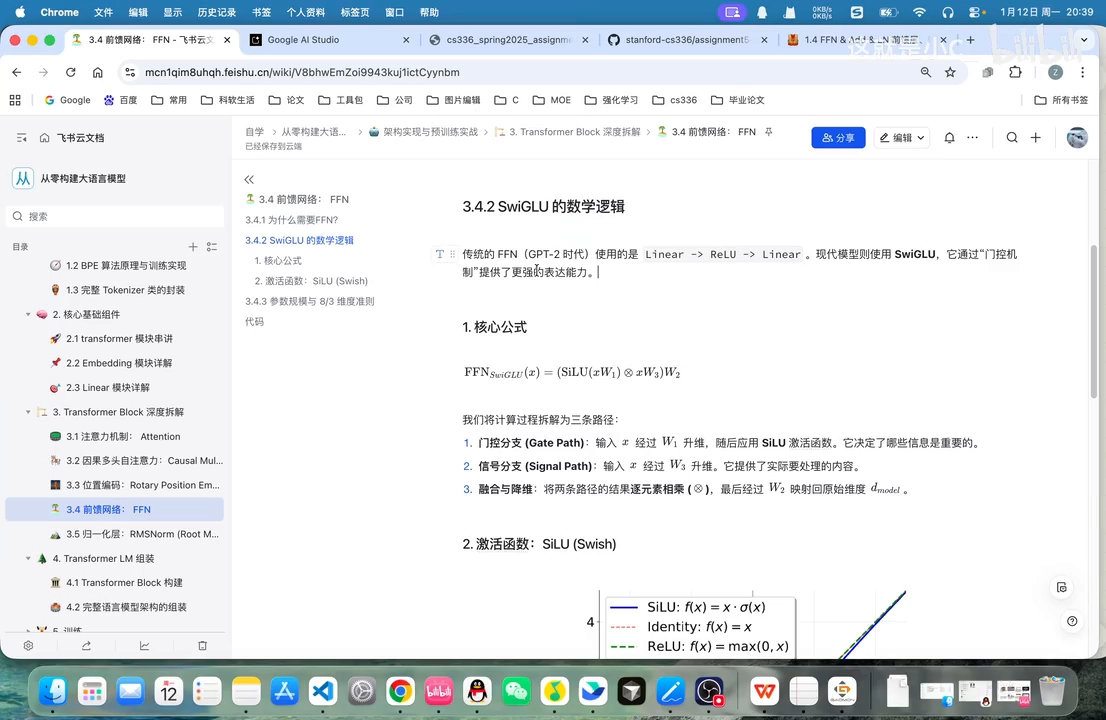 Chrome 文件 编辑 显示 历史记录 书签 个人资料 标签页 窗口 帮助 0KB/s 0KB/s 1月12日 周一 20:39
3.4 前馈网络： FFN - 飞书云文 Google AI Studio cs336_spring2025_assignme stanford-cs336/assignment5- 1.4 FFN & Add & LN 前馈层
这就是小C bilibili
mcn1qim8uhqh.feishu.cn/wiki/V8bhwEmZoi9943kuj1ictCyynbm
Google 百度 常用 科软生活 论文 工具包 公司 图片编辑 C MOE 强化学习 cs336 毕业论文 所有书签
飞书云文档
自学 从零构建大语言... 架构实现与预训练实战 3. Transformer Block 深度拆解 3.4 前馈网络： FFN
已经保存到云端
分享 编辑
从零构建大语言模型
搜索
目录
1.2 BPE 算法原理与训练实现
1.3 完整 Tokenizer 类的封装
2. 核心基础组件
2.1 transformer 模块串讲
2.2 Embedding 模块详解
2.3 Linear 模块详解
3. Transformer Block 深度拆解
3.1 注意力机制： Attention
3.2 因果多头自注意力：Causal Mul...
3.3 位置编码：Rotary Position Em...
3.4 前馈网络： FFN
3.5 归一化层：RMSNorm (Root M...
4. Transformer LM 组装
4.1 Transformer Block 构建
4.2 完整语言模型架构的组装
5. 训练
3.4 前馈网络： FFN
3.4.1 为什么需要FFN?
3.4.2 SwiGLU 的数学逻辑
1. 核心公式
2. 激活函数：SiLU (Swish)
3.4.3 参数规模与 8/3 维度准则
代码
3.4.2 SwiGLU 的数学逻辑
传统的 FFN（GPT-2 时代）使用的是 Linear -> ReLU -> Linear 。现代模型则使用 SwiGLU，它通过“门控机
制”提供了更强的表达能力。
1. 核心公式
FFN_{SwiGLU}(x) = (SiLU(xW₁) ⊗ xW₃)W₂
我们将计算过程拆解为三条路径：
1. 门控分支 (Gate Path)：输入 x 经过 W₁ 升维，随后应用 SiLU 激活函数。它决定了哪些信息是重要的。
2. 信号分支 (Signal Path)：输入 x 经过 W₃ 升维。它提供了实际要处理的内容。
3. 融合与降维：将两条路径的结果逐元素相乘 (⊗)，最后经过 W₂ 映射回原始维度 d_{model} 。
2. 激活函数：SiLU (Swish)
4
SiLU: f(x) = x · σ(x)
Identity: f(x) = x
ReLU: f(x) = max(0, x)
12
bilibili